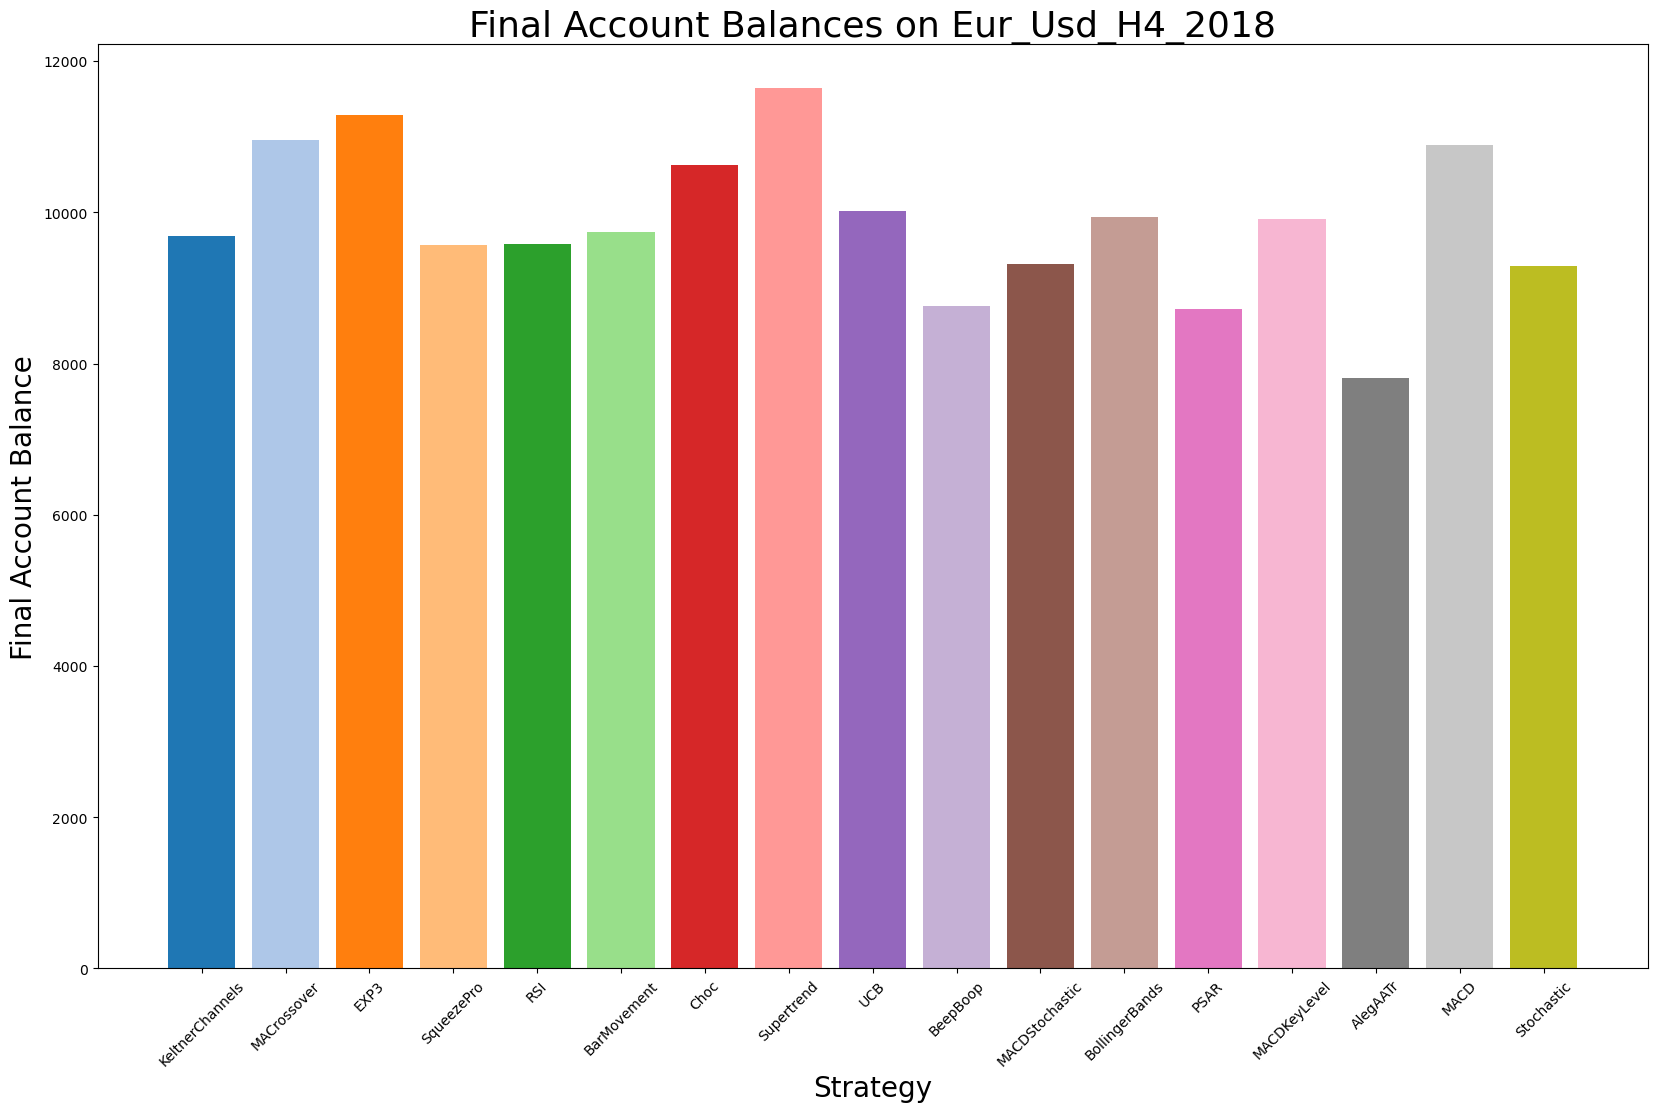 Final Account Balances on Eur_Usd_H4_2018
Final Account Balance
12000
10000
8000
6000
4000
2000
0
KeltnerChannels
MACrossover
EXP3
SqueezePro
RSI
BarMovement
Choc
Supertrend
UCB
BeepBoop
MACDStochastic
BollingerBands
PSAR
MACDKeyLevel
AlegAATr
MACD
Stochastic
Strategy